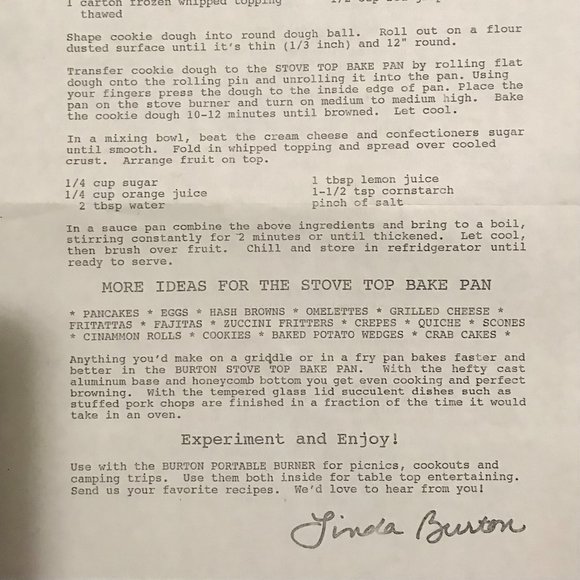 1 carton frozen whipped topping
thawed
Shape cookie dough into round dough ball. Roll out on a flour
dusted surface until it's thin (1/3 inch) and 12" round.
Transfer cookie dough to the STOVE TOP BAKE PAN by rolling flat
dough onto the rolling pin and unrolling it into the pan. Using
your fingers press the dough to the inside edge of pan. Place the
pan on the stove burner and turn on medium to medium high. Bake
the cookie dough 10-12 minutes until browned. Let cool.
In a mixing bowl, beat the cream cheese and confectioners sugar
until smooth. Fold in whipped topping and spread over cooled
crust. Arrange fruit on top.
1/4 cup sugar 1 tbsp lemon juice
1/4 cup orange juice 1-1/2 tsp cornstarch
2 tbsp water pinch of salt
In a sauce pan combine the above ingredients and bring to a boil,
stirring constantly for 2 minutes or until thickened. Let cool,
then brush over fruit. Chill and store in refridgerator until
ready to serve.
MORE IDEAS FOR THE STOVE TOP BAKE PAN
* PANCAKES * EGGS * HASH BROWNS * OMELETTES * GRILLED CHEESE *
FRITATTAS * FAJITAS * ZUCCINI FRITTERS * CREPES * QUICHE * SCONES
* CINAMMON ROLLS * COOKIES * BAKED POTATO WEDGES * CRAB CAKES *
Anything you'd make on a griddle or in a fry pan bakes faster and
better in the BURTON STOVE TOP BAKE PAN. With the hefty cast
aluminum base and honeycomb bottom you get even cooking and perfect
browning. With the tempered glass lid succulent dishes such as
stuffed pork chops are finished in a fraction of the time it would
take in an oven.
Experiment and Enjoy!
Use with the BURTON PORTABLE BURNER for picnics, cookouts and
camping trips. Use them both inside for table top entertaining.
Send us your favorite recipes. We'd love to hear from you!
Linda Burton